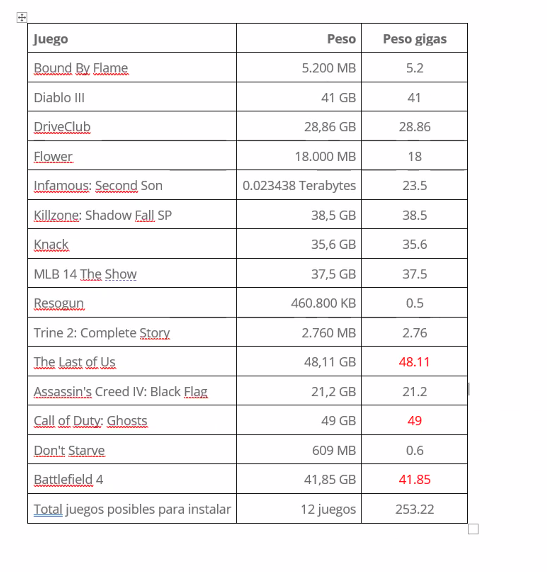 Juego Peso Peso gigas
Bound By Flame 5.200 MB 5.2
Diablo III 41 GB 41
DriveClub 28,86 GB 28.86
Flower 18.000 MB 18
Infamous: Second Son 0.023438 Terabytes 23.5
Killzone: Shadow Fall SP 38,5 GB 38.5
Knack 35,6 GB 35.6
MLB 14 The Show 37,5 GB 37.5
Resogun 460.800 KB 0.5
Trine 2: Complete Story 2.760 MB 2.76
The Last of Us 48,11 GB 48.11
Assassin's Creed IV: Black Flag 21,2 GB 21.2
Call of Duty: Ghosts 49 GB 49
Don't Starve 609 MB 0.6
Battlefield 4 41,85 GB 41.85
Total juegos posibles para instalar 12 juegos 253.22